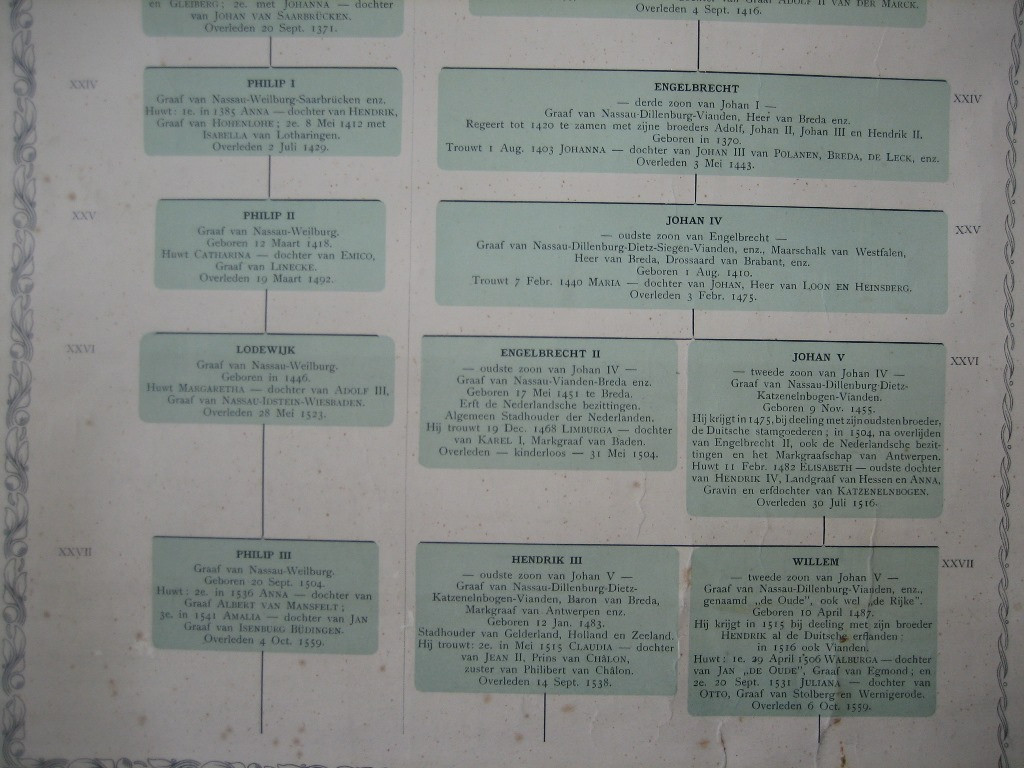 en GLEIBERG; 2e. met JOHANNA — dochter
van JOHAN VAN SAARBRÜCKEN.
Overleden 20 Sept. 1371.
ADOLF II VAN DER MARCK.
Overleden 4 Sept. 1416.
XXIV
PHILIP I
Graaf van Nassau-Weilburg-Saarbrücken enz.
Huwt: 1e. in 1385 ANNA — dochter van HENDRIK,
Graaf van HOHENLOHE; 2e. 8 Mei 1412 met
ISABELLA van Lotharingen.
Overleden 2 Juli 1429.
ENGELBRECHT
— derde zoon van Johan I —
Graaf van Nassau-Dillenburg-Vianden, Heer van Breda enz.
Regeert tot 1420 te zamen met zijne broeders Adolf, Johan II, Johan III en Hendrik II.
Geboren in 1370.
Trouwt 1 Aug. 1403 JOHANNA — dochter van JOHAN III van POLANEN, BREDA, DE LECK, enz.
Overleden 3 Mei 1443.
XXIV
XXV
PHILIP II
Graaf van Nassau-Weilburg.
Geboren 12 Maart 1418.
Huwt CATHARINA — dochter van EMICO,
Graaf van LINECKE.
Overleden 19 Maart 1492.
JOHAN IV
— oudste zoon van Engelbrecht —
Graaf van Nassau-Dillenburg-Dietz-Siegen-Vianden, enz., Maarschalk van Westfalen,
Heer van Breda, Drossaard van Brabant, enz.
Geboren 1 Aug. 1410.
Trouwt 7 Febr. 1440 MARIA — dochter van JOHAN, Heer van LOON EN HEINSBERG.
Overleden 3 Febr. 1475.
XXV
XXVI
LODEWIJK
Graaf van Nassau-Weilburg.
Geboren in 1446.
Huwt MARGARETHA — dochter van ADOLF III,
Graaf van NASSAU-IDSTEIN-WIESBADEN.
Overleden 28 Mei 1523.
ENGELBRECHT II
— oudste zoon van Johan IV —
Graaf van Nassau-Vianden-Breda enz.
Geboren 17 Mei 1451 te Breda.
Erft de Nederlandsche bezittingen.
Algemeen Stadhouder der Nederlanden.
Hij trouwt 19 Dec. 1468 LIMBURGA — dochter
van KAREL I, Markgraaf van Baden.
Overleden — kinderloos — 31 Mei 1504.
JOHAN V
— tweede zoon van Johan IV —
Graaf van Nassau-Dillenburg-Dietz-
Katzenelnbogen-Vianden.
Geboren 9 Nov. 1455.
Hij krijgt in 1475, bij deeling met zijn oudsten broeder,
de Duitsche stamgoederen; in 1504, na overlijden
van Engelbrecht II, ook de Nederlandsche bezit-
tingen en het Markgraafschap van Antwerpen.
Huwt 11 Febr. 1482 ELISABETH — oudste dochter
van HENDRIK IV, Landgraaf van Hessen en ANNA,
Gravin en erfdochter van KATZENELNBOGEN.
Overleden 30 Juli 1516.
XXVI
XXVII
PHILIP III
Graaf van Nassau-Weilburg.
Geboren 20 Sept. 1504.
Huwt: 2e. in 1536 ANNA — dochter van
Graaf ALBERT VAN MANSFELT;
3e. in 1541 AMALIA — dochter van JAN
Graaf van ISENBURG BÜDINGEN.
Overleden 4 Oct. 1559.
HENDRIK III
— oudste zoon van Johan V —
Graaf van Nassau-Dillenburg-Dietz-
Katzenelnbogen-Vianden, Baron van Breda,
Markgraaf van Antwerpen enz.
Geboren 12 Jan. 1483.
Stadhouder van Gelderland, Holland en Zeeland.
Hij trouwt: 2e. in Mei 1515 CLAUDIA — dochter
van JEAN II, Prins van CHÂLON,
zuster van Philibert van Châlon.
Overleden 14 Sept. 1538.
WILLEM
— tweede zoon van Johan V —
Graaf van Nassau-Dillenburg-Vianden, enz.,
genaamd „de Oude”, ook wel „de Rijke”.
Geboren 10 April 1487.
Hij krijgt in 1515 bij deeling met zijn broeder
HENDRIK al de Duitsche erflanden:
in 1516 ook Vianden.
Huwt: 1e. 29 April 1506 WALBURGA — dochter
van JAN „DE OUDE”, Graaf van Egmond; en
2e. 20 Sept. 1531 JULIANA — dochter van
OTTO, Graaf van Stolberg en Wernigerode.
Overleden 6 Oct. 1559.
XXVII